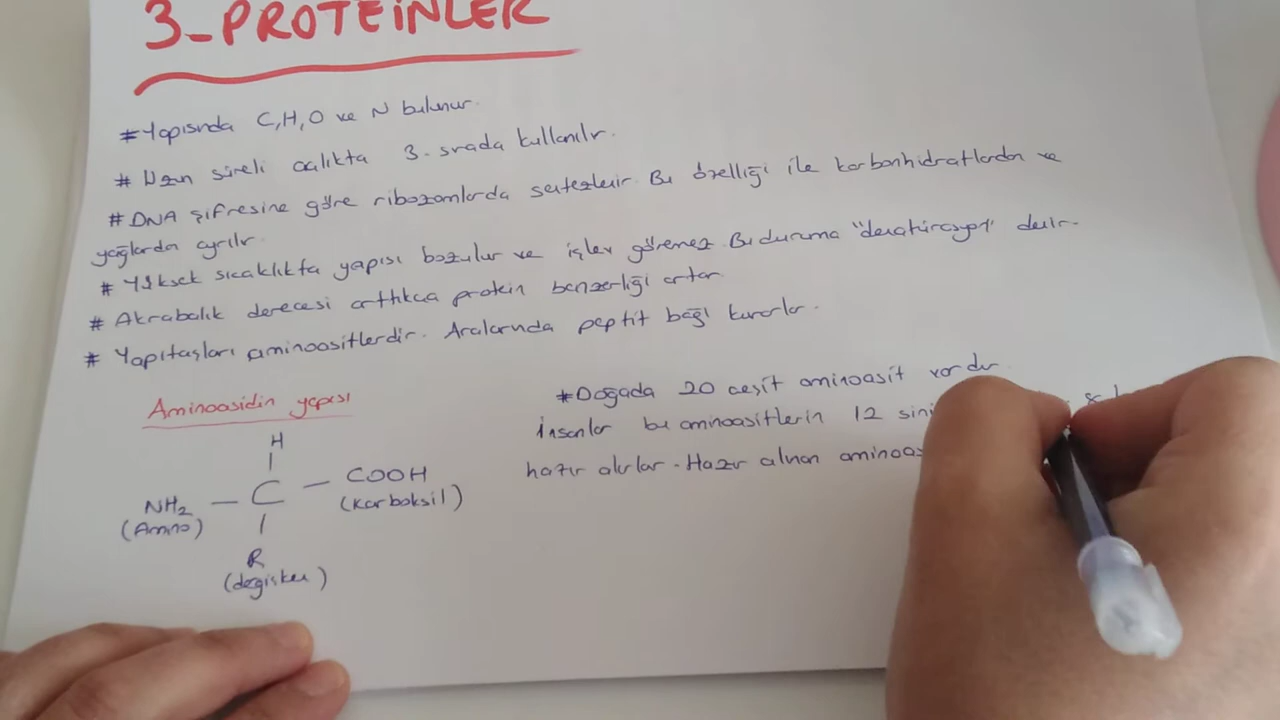 3-PROTEİNLER
# Yapısında C,H,O ve N bulunur.
# Uzun süreli açlıkta 3. sırada kullanılır.
# DNA şifresine göre ribozomlarda sentezlenir. Bu özelliği ile karbonhidratlardan ve
yağlardan ayrılır.
# Yüksek sıcaklıkta yapısı bozulur ve işlev göremez. Bu duruma "denatürasyon" denir.
# Akrabalık derecesi arttıkça protein benzerliği artar.
# Yapıtaşları aminoasitlerdir. Aralarında peptit bağı kurarlar.
Aminoasidin yapısı
H
NH2 — C — COOH
(Amino) (Karboksil)
R
(değişken)
# Doğada 20 çeşit aminoasit vardır.
İnsanlar bu aminoasitlerin 12 sini
hazır alırlar. Hazır alınan